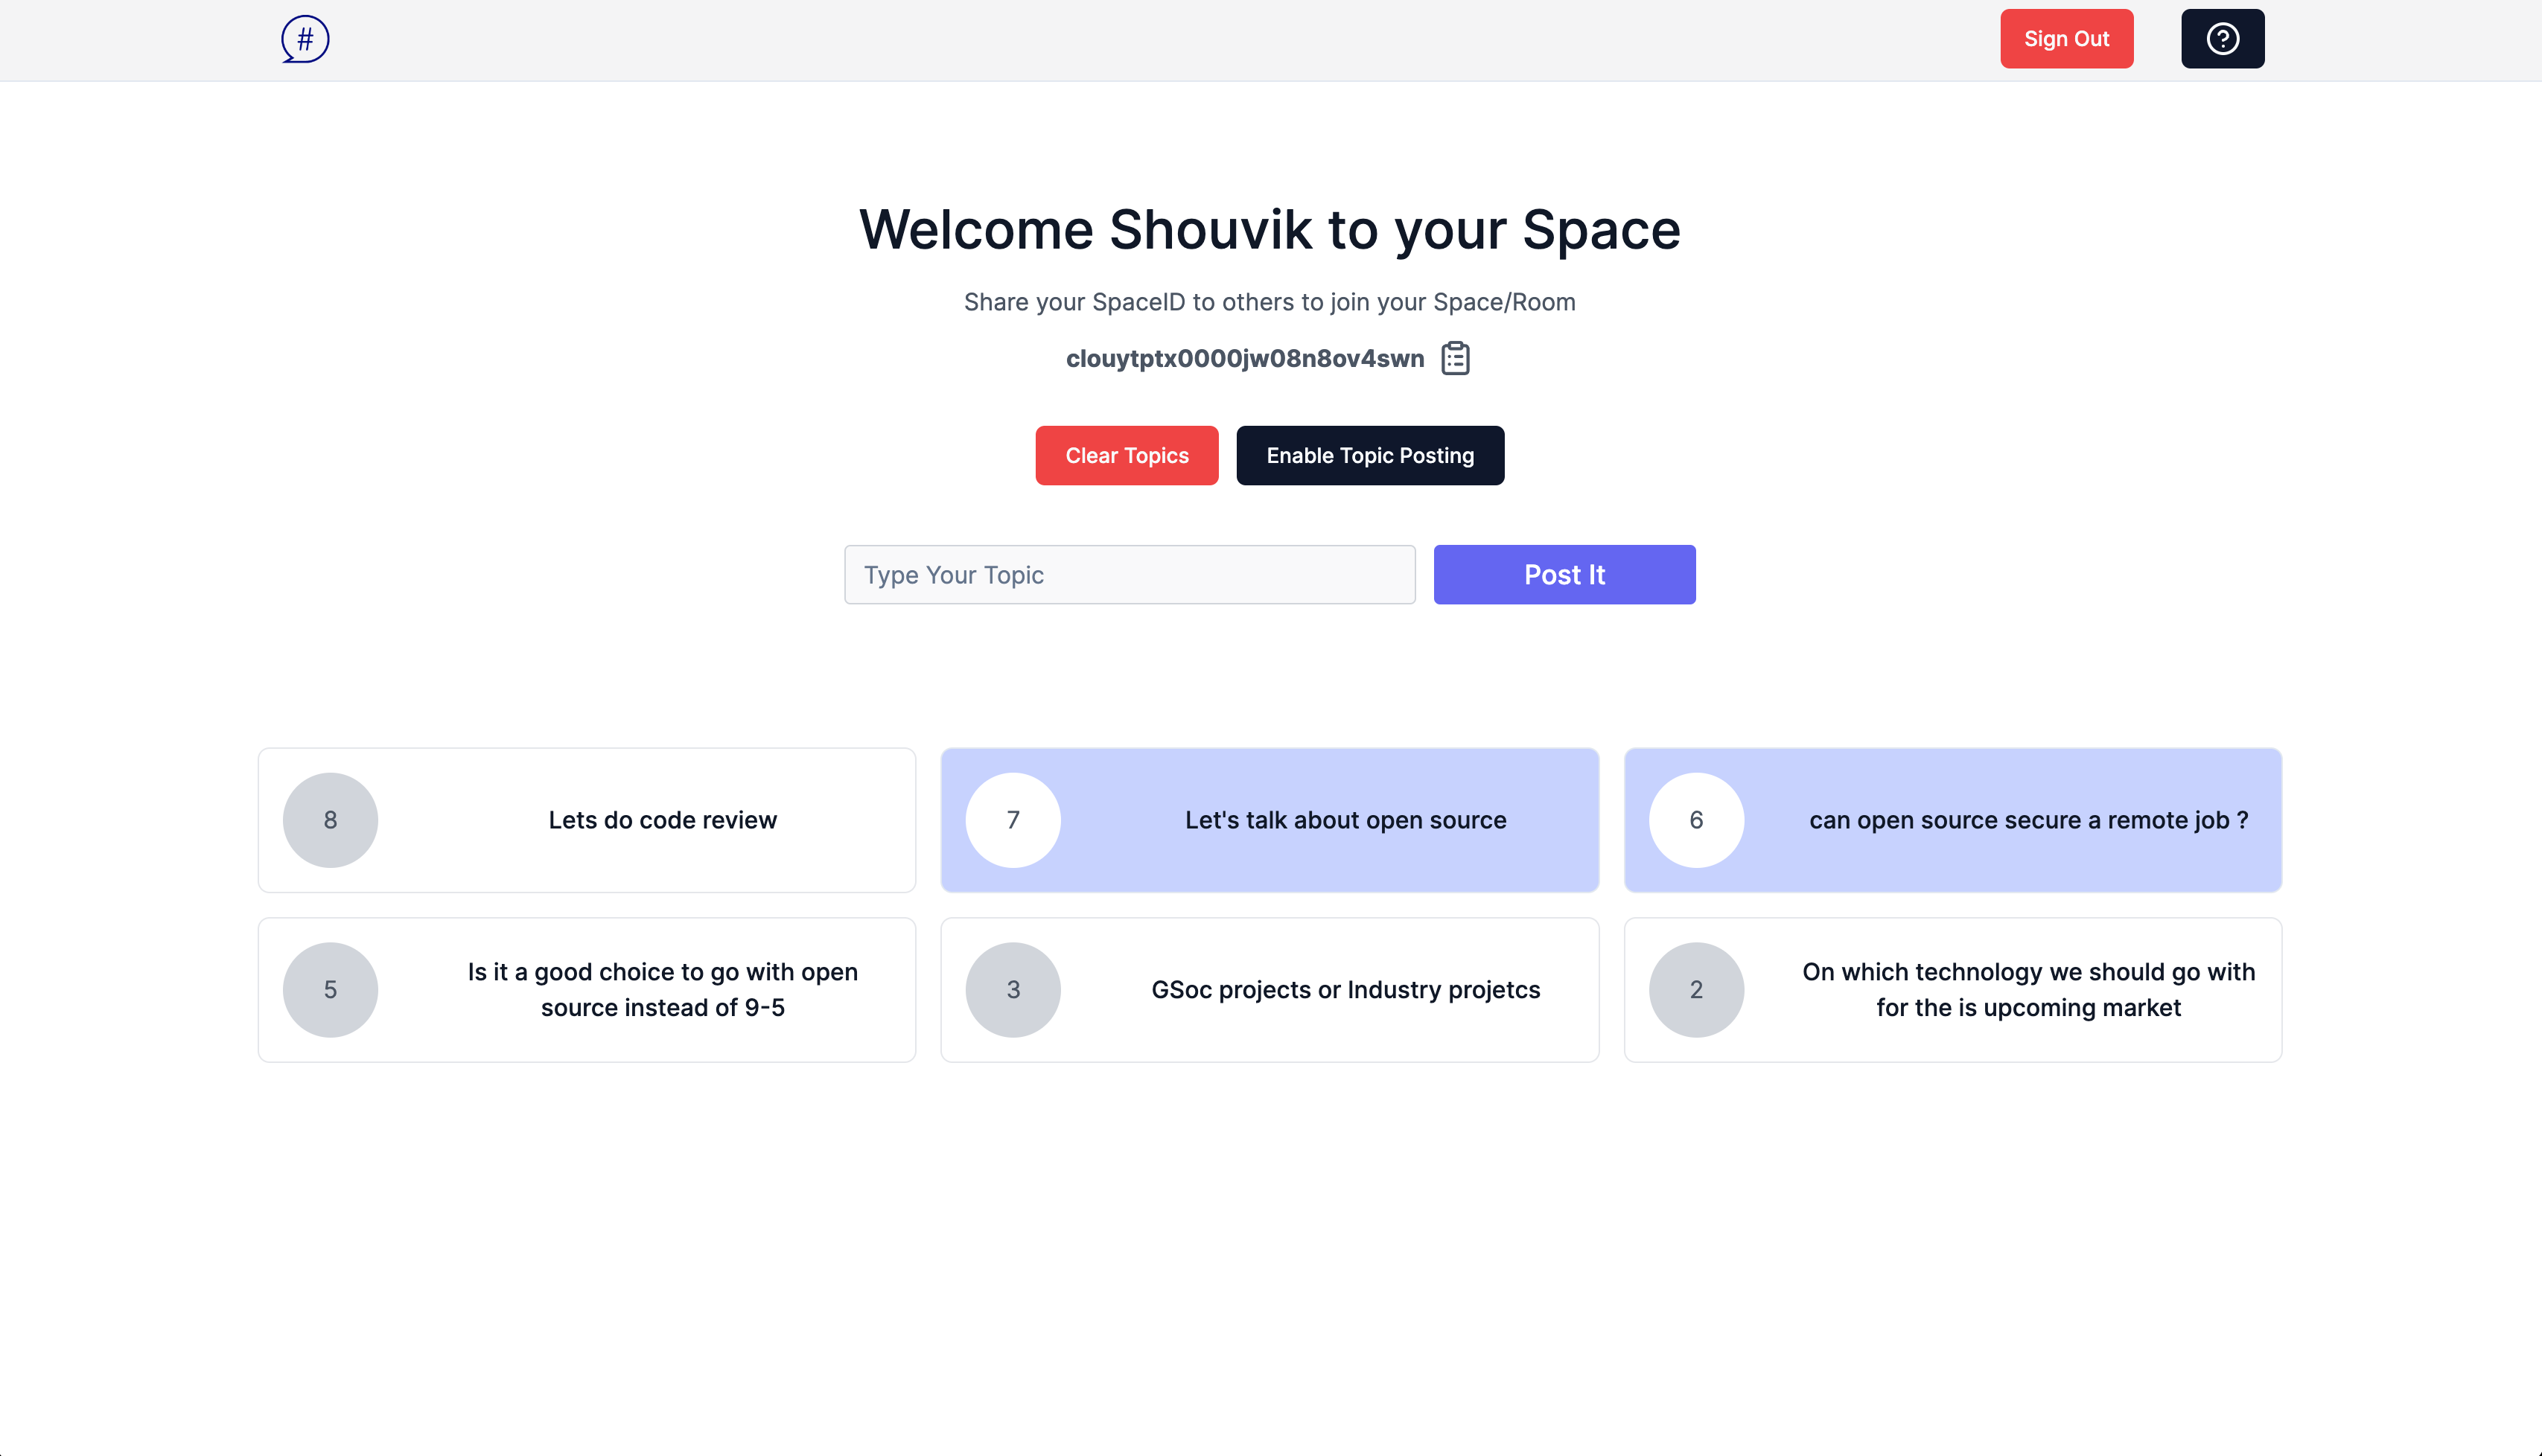 #
Sign Out
?
Welcome Shouvik to your Space
Share your SpaceID to others to join your Space/Room
clouytptx0000jw08n8ov4swn
Clear Topics
Enable Topic Posting
Type Your Topic
Post It
8
Lets do code review
7
Let's talk about open source
6
can open source secure a remote job ?
5
Is it a good choice to go with open
source instead of 9-5
3
GSoc projects or Industry projetcs
2
On which technology we should go with
for the is upcoming market